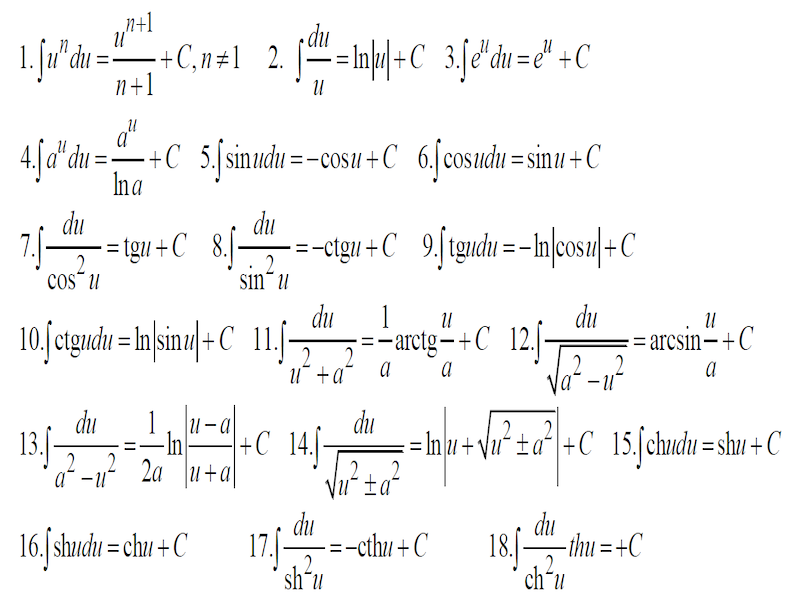 1.∫uⁿdu = uⁿ⁺¹/(n+1) + C, n ≠ 1 2. ∫du/u = ln|u| + C 3.∫eᵘdu = eᵘ + C
4.∫aᵘdu = aᵘ/ln a + C 5.∫sin udu = −cos u + C 6.∫cos udu = sin u + C
7.∫du/cos²u = tgu + C 8.∫du/sin²u = −ctgu + C 9.∫tgudu = −ln|cos u| + C
10.∫ctgudu = ln|sin u| + C 11.∫du/(u² + a²) = 1/a arctg u/a + C 12.∫du/√(a² − u²) = arcsin u/a + C
13.∫du/(a² − u²) = 1/2a ln|(u − a)/(u + a)| + C 14.∫du/√(u² ± a²) = ln|u + √(u² ± a²)| + C 15.∫chudu = shu + C
16.∫shudu = chu + C 17.∫du/sh²u = −cthu + C 18.∫du/ch²u thu = +C